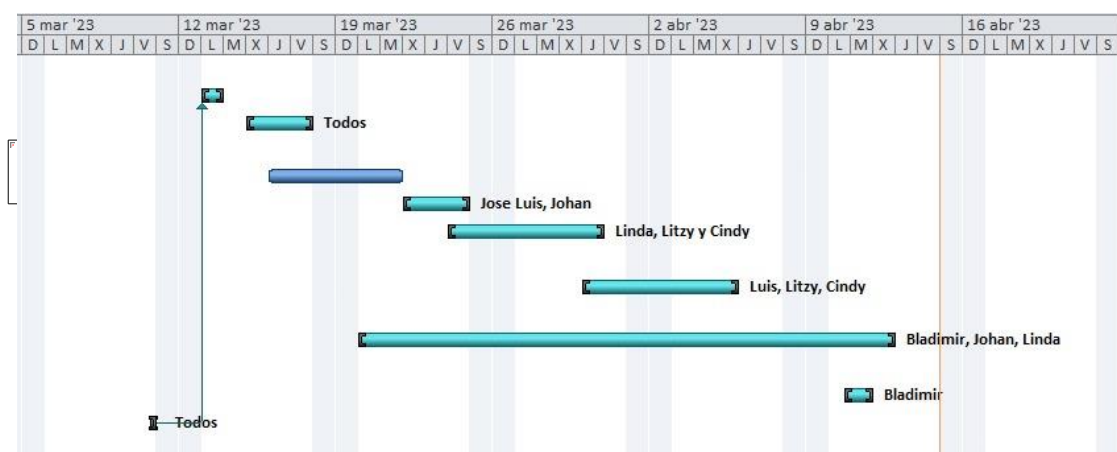 5 mar '23 12 mar '23 19 mar '23 26 mar '23 2 abr '23 9 abr '23 16 abr '23
D L M X J V S D L M X J V S D L M X J V S D L M X J V S D L M X J V S D L M X J V S D L M X J V S
Todos
Jose Luis, Johan
Linda, Litzy y Cindy
Luis, Litzy, Cindy
Bladimir, Johan, Linda
Bladimir
Todos